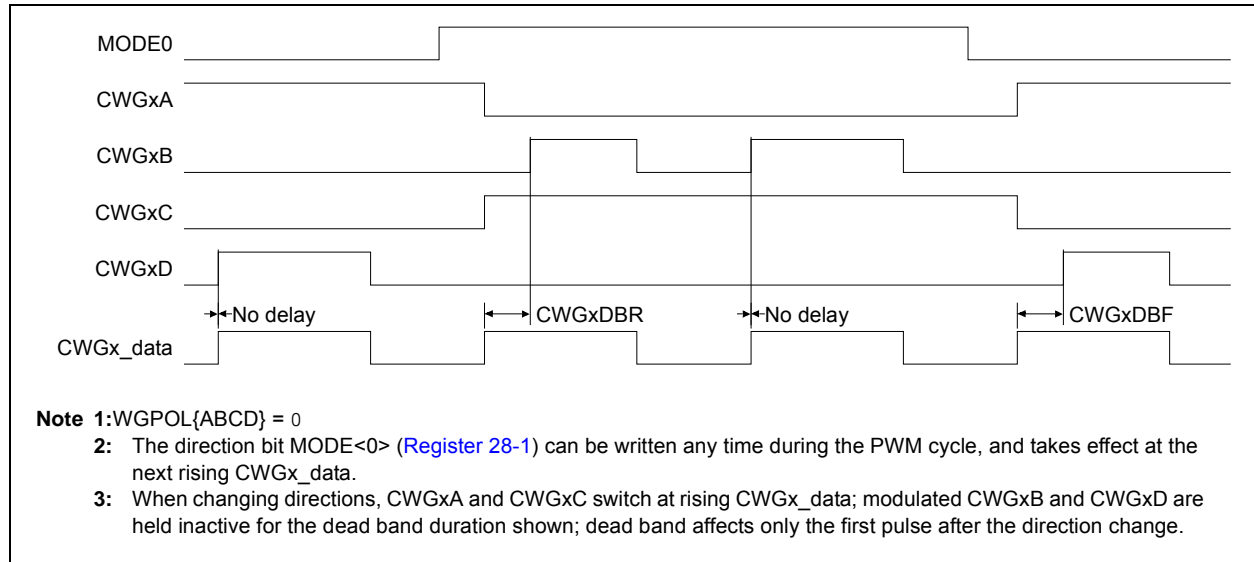 MODE0
CWGxA
CWGxB
CWGxC
CWGxD
No delay CWGxDBR No delay CWGxDBF
CWGx_data
Note 1:WGPOL{ABCD} = 0
2: The direction bit MODE<0> (Register 28-1) can be written any time during the PWM cycle, and takes effect at the
next rising CWGx_data.
3: When changing directions, CWGxA and CWGxC switch at rising CWGx_data; modulated CWGxB and CWGxD are
held inactive for the dead band duration shown; dead band affects only the first pulse after the direction change.